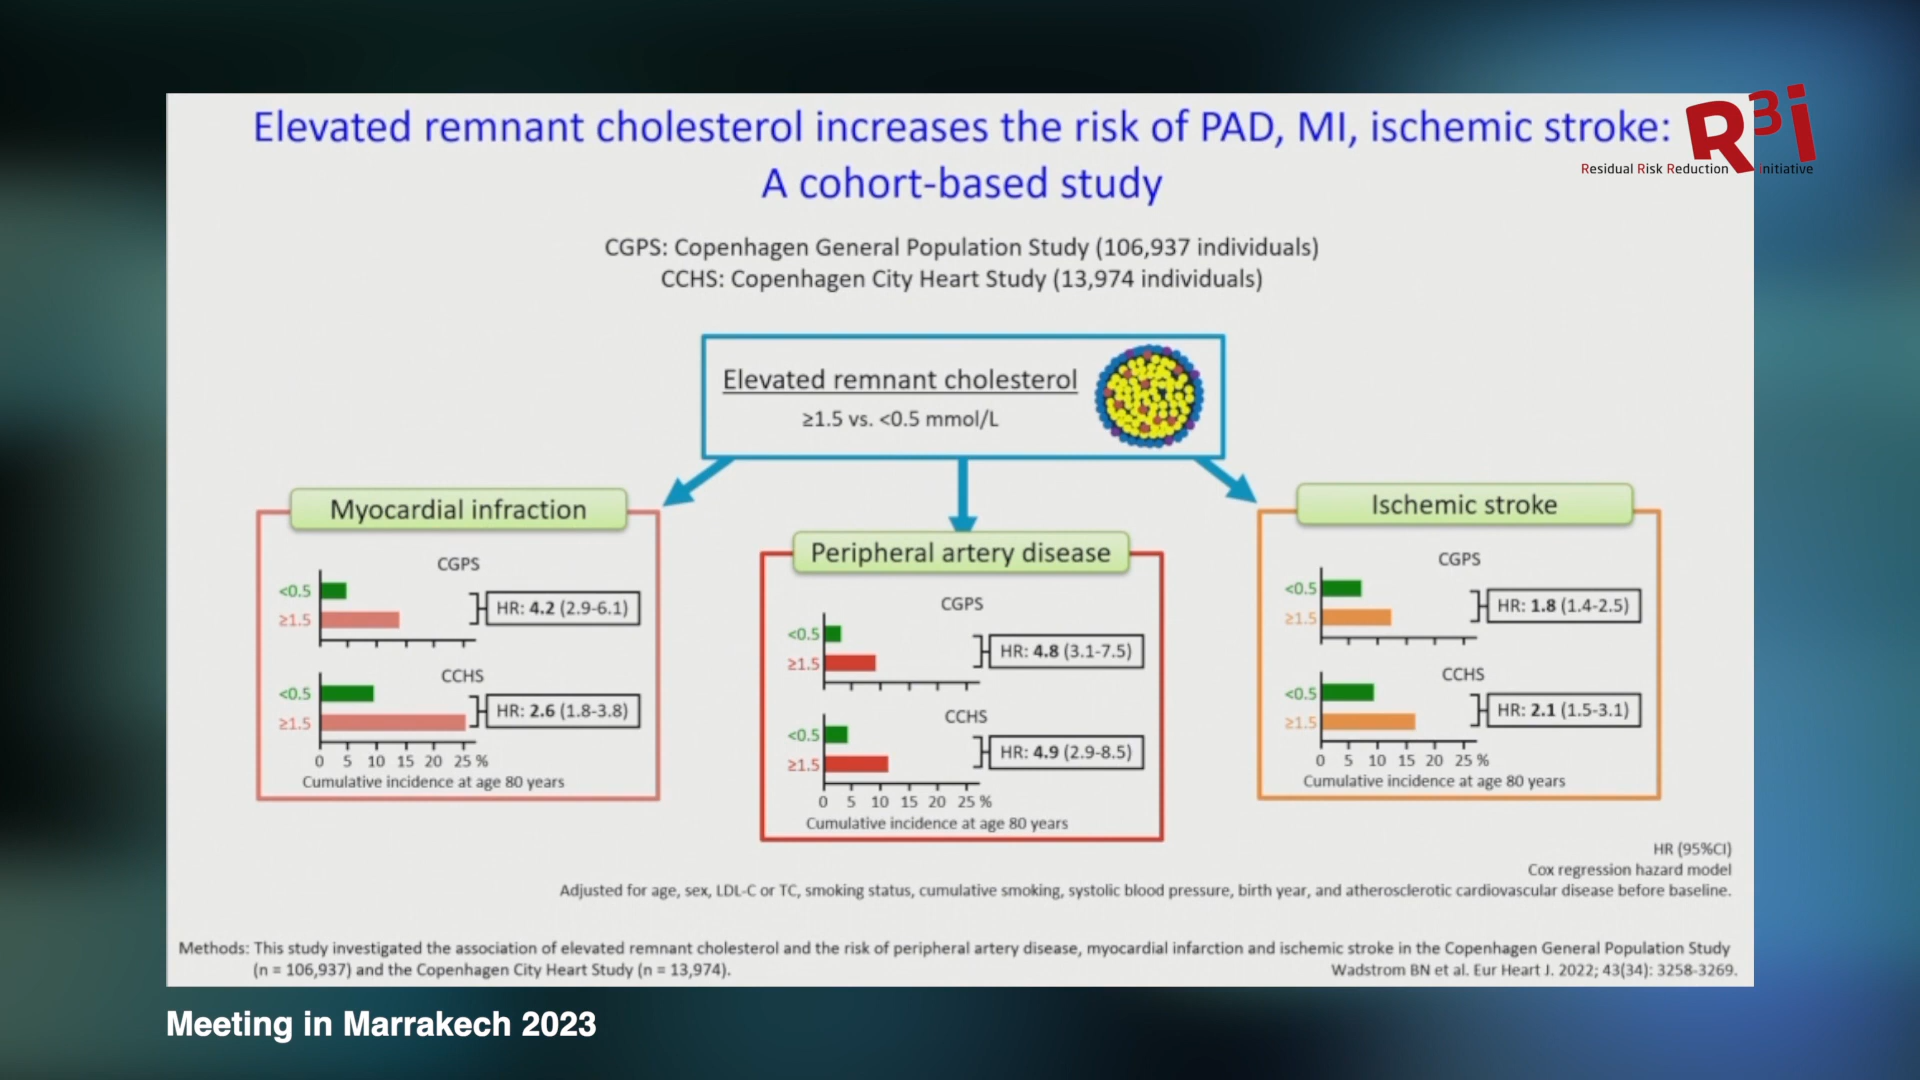 Elevated remnant cholesterol increases the risk of PAD, MI, ischemic stroke:
A cohort-based study
R3i
Residual Risk Reduction initiative
CGPS: Copenhagen General Population Study (106,937 individuals)
CCHS: Copenhagen City Heart Study (13,974 individuals)
Elevated remnant cholesterol
≥1.5 vs. <0.5 mmol/L
Myocardial infraction
CGPS
<0.5
≥1.5
HR: 4.2 (2.9-6.1)
CCHS
<0.5
≥1.5
HR: 2.6 (1.8-3.8)
0 5 10 15 20 25 %
Cumulative incidence at age 80 years
Peripheral artery disease
CGPS
<0.5
≥1.5
HR: 4.8 (3.1-7.5)
CCHS
<0.5
≥1.5
HR: 4.9 (2.9-8.5)
0 5 10 15 20 25 %
Cumulative incidence at age 80 years
Ischemic stroke
CGPS
<0.5
≥1.5
HR: 1.8 (1.4-2.5)
CCHS
<0.5
≥1.5
HR: 2.1 (1.5-3.1)
0 5 10 15 20 25 %
Cumulative incidence at age 80 years
HR (95%CI)
Cox regression hazard model
Adjusted for age, sex, LDL-C or TC, smoking status, cumulative smoking, systolic blood pressure, birth year, and atherosclerotic cardiovascular disease before baseline.
Methods: This study investigated the association of elevated remnant cholesterol and the risk of peripheral artery disease, myocardial infarction and ischemic stroke in the Copenhagen General Population Study
(n = 106,937) and the Copenhagen City Heart Study (n = 13,974).
Wadstrom BN et al. Eur Heart J. 2022; 43(34): 3258-3269.
Meeting in Marrakech 2023